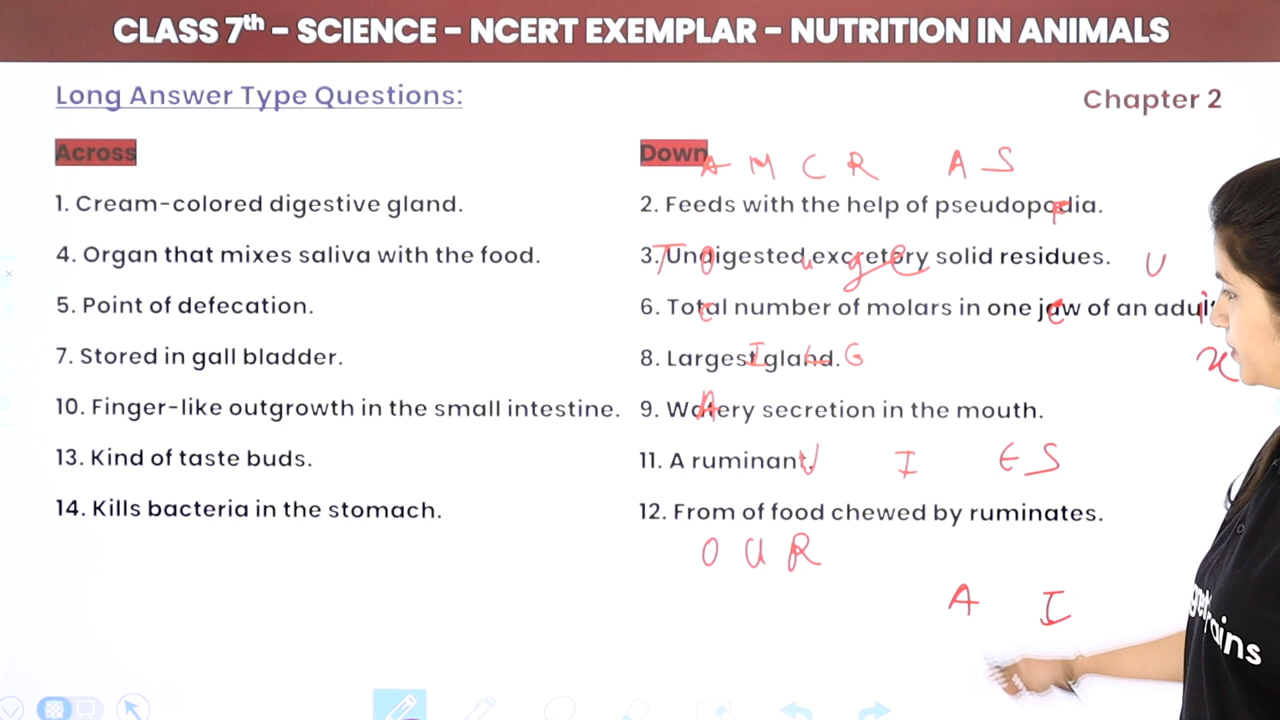 CLASS 7th – SCIENCE – NCERT EXEMPLAR – NUTRITION IN ANIMALS
Long Answer Type Questions:
Chapter 2
Across
1. Cream-colored digestive gland.
4. Organ that mixes saliva with the food.
5. Point of defecation.
7. Stored in gall bladder.
10. Finger-like outgrowth in the small intestine.
13. Kind of taste buds.
14. Kills bacteria in the stomach.
Down
A M C R A S
2. Feeds with the help of pseudopodia.
3. Undigested excretory solid residues. U
6. Total number of molars in one jaw of an adult
8. Largest gland. G
9. Watery secretion in the mouth.
11. A ruminant. I E S
12. From of food chewed by ruminates.
O U R
A I